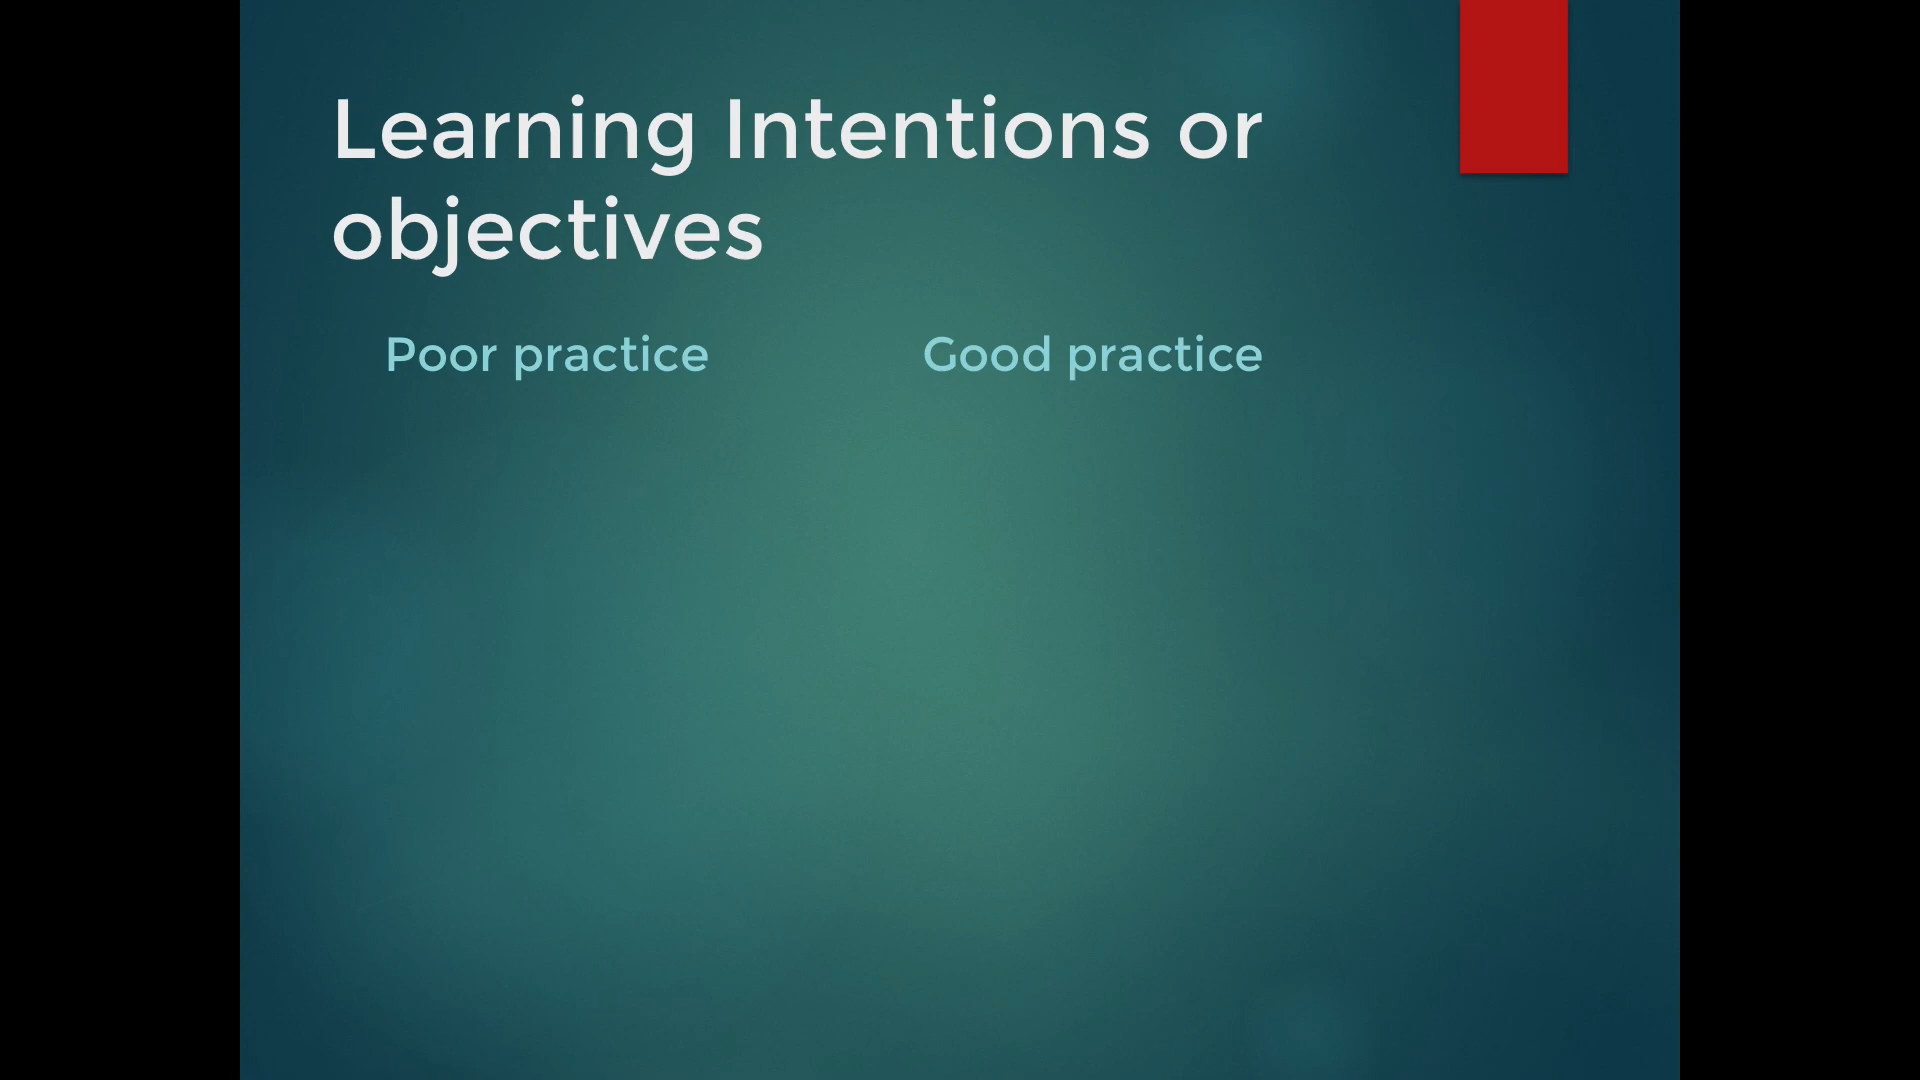 Learning Intentions or
objectives
Poor practice
Good practice